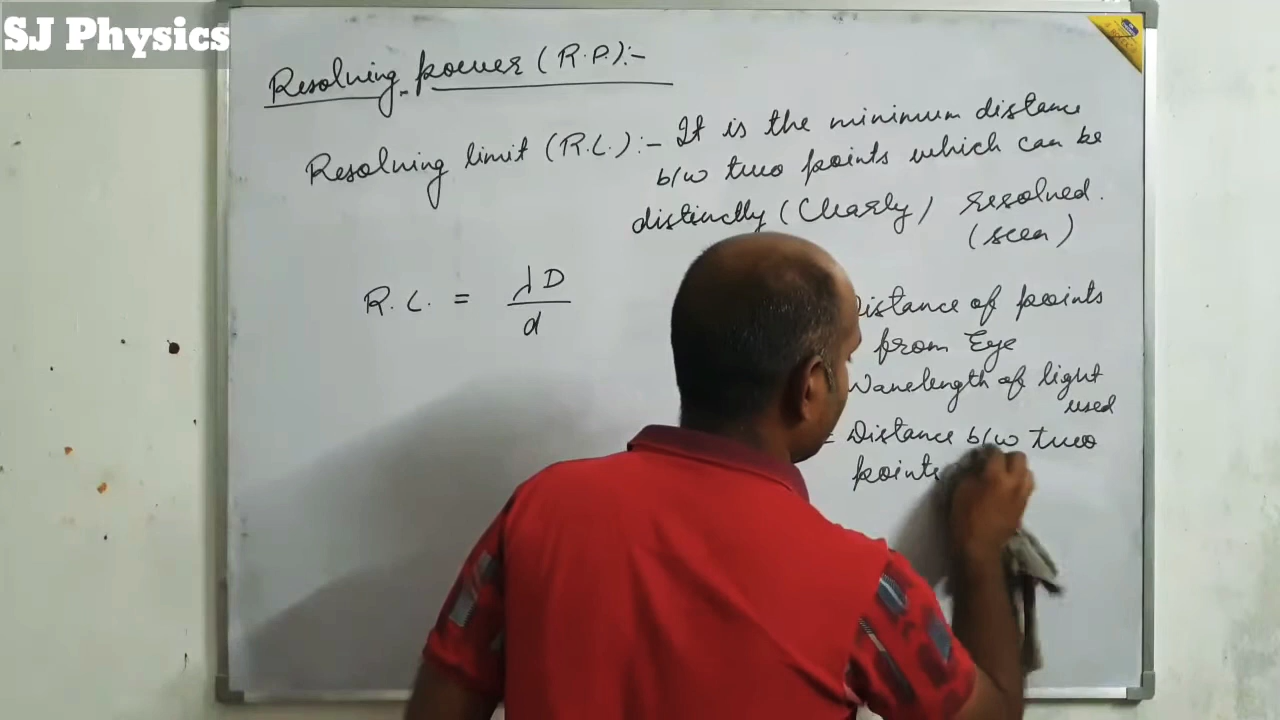 SJ Physics
Resolving power (R.P.):-
Resolving limit (R.L.):- It is the minimum distance
b/w two points which can be
distinctly (Clearly) resolved.
(seen)
R.L. = λD
d
Distance of points
from Eye
Wavelength of light
used
= Distance b/w two
points